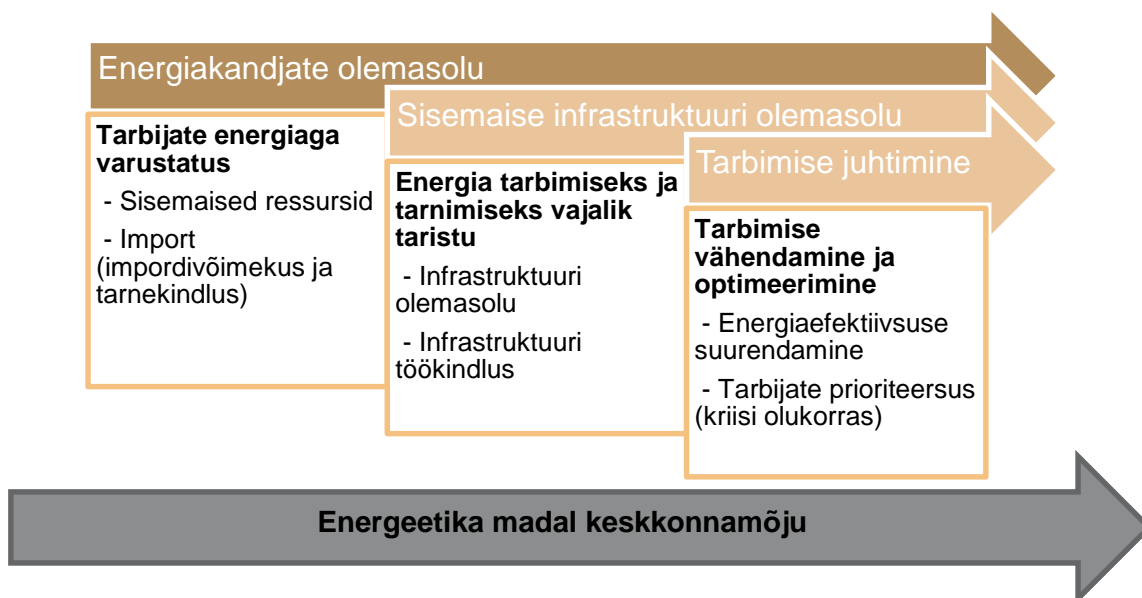 Energiakandjate olemasolu
Tarbijate energiaga
varustatus
- Sisemaised ressursid
- Import
(impordivõimekus ja
tarnekindlus)
Sisemaise infrastruktuuri olemasolu
Energia tarbimiseks ja
tarnimiseks vajalik
taristu
- Infrastruktuuri
olemasolu
- Infrastruktuuri
töökindlus
Tarbimise juhtimine
Tarbimise
vähendamine ja
optimeerimine
- Energiaefektiivsuse
suurendamine
- Tarbijate prioriteersus
(kriisi olukorras)
Energeetika madal keskkonnamõju